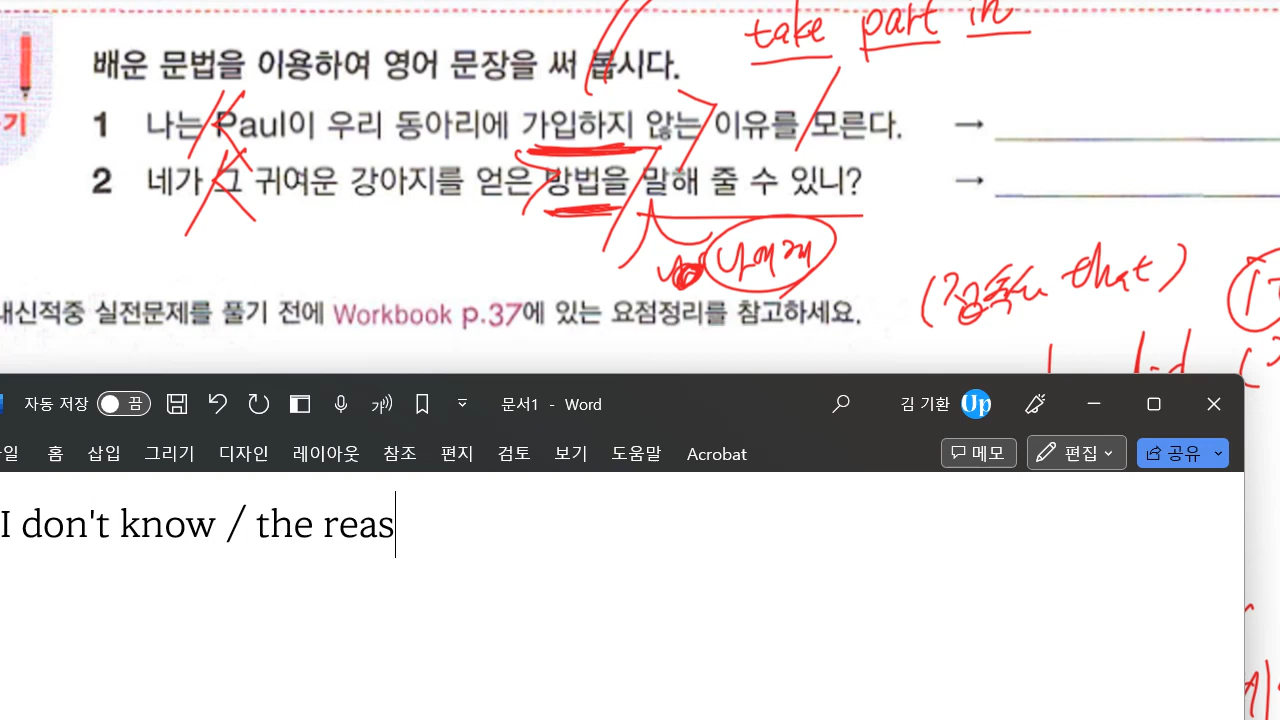 take part in
배운 문법을 이용하여 영어 문장을 써 봅시다.
기
1 나는 Paul이 우리 동아리에 가입하지 않는 이유를 모른다. →
2 네가 그 귀여운 강아지를 얻은 방법을 말해 줄 수 있니? →
나에게
(접속사 that)
내신적중 실전문제를 풀기 전에 Workbook p.37에 있는 요점정리를 참고하세요.
자동 저장 끔 가)) 문서1 - Word 김 기환 Up
일 홈 삽입 그리기 디자인 레이아웃 참조 편지 검토 보기 도움말 Acrobat 메모 편집 공유
I don't know / the reas